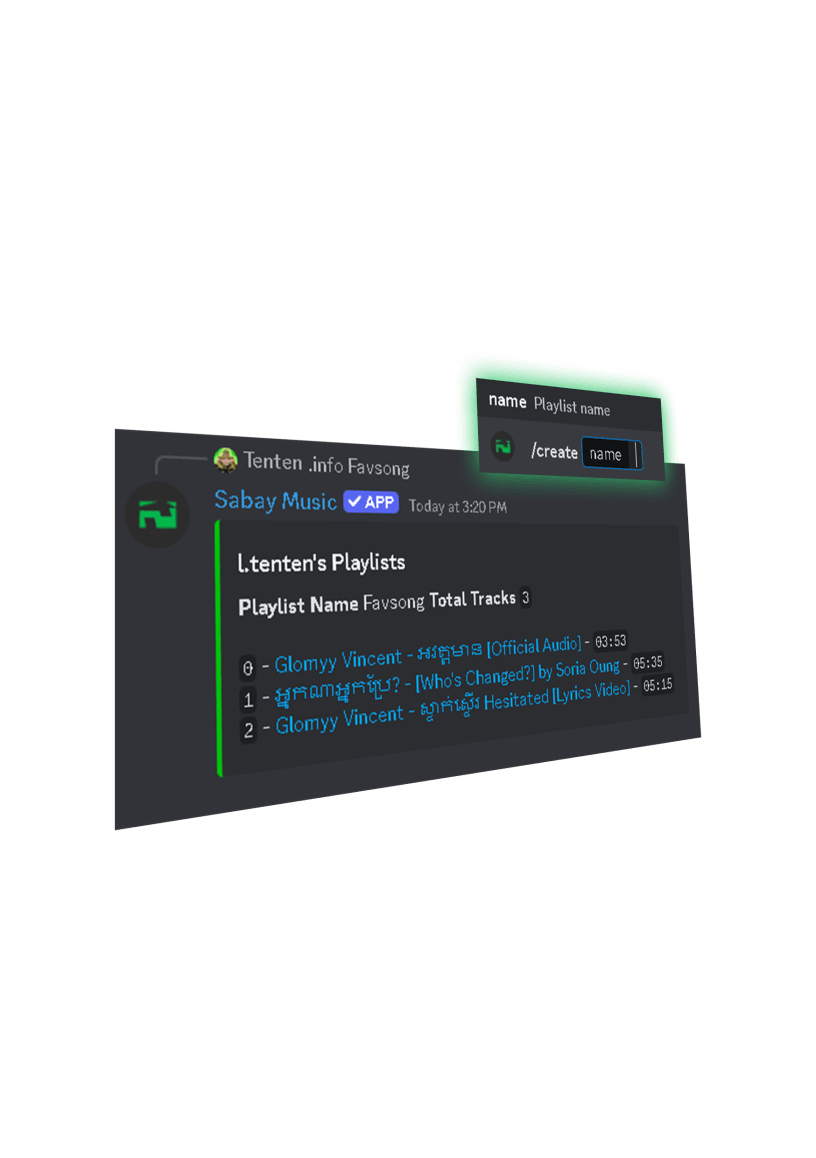 name Playlist name
/create name
Tenten .info Favsong
Sabay Music APP Today at 3:20 PM
l.tenten's Playlists
Playlist Name Favsong Total Tracks 3
0 - Glomyy Vincent - អវត្តមាន [Official Audio] - 03:53
1 - អ្នកណាអ្នកប្រែ? - [Who's Changed?] by Soria Oung - 05:35
2 - Glomyy Vincent - ស្ទាក់ស្ទើរ Hesitated [Lyrics Video] - 05:15